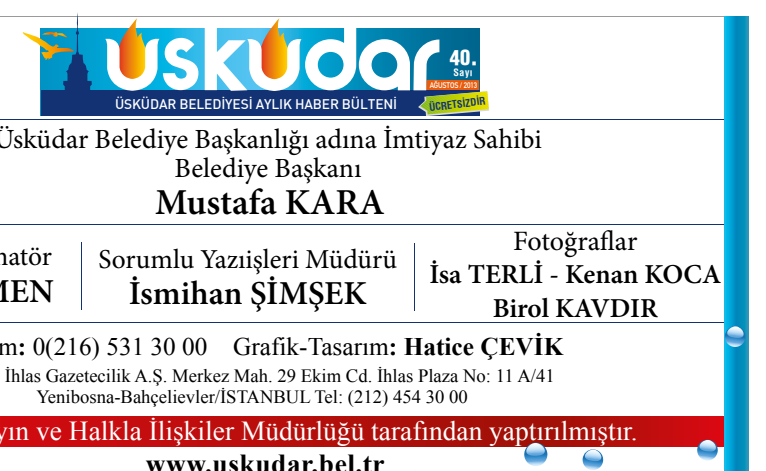 üsküdar
40.
Sayı
AĞUSTOS / 2013
ÜSKÜDAR BELEDİYESİ AYLIK HABER BÜLTENİ
ÜCRETSİZDİR
Üsküdar Belediye Başkanlığı adına İmtiyaz Sahibi
Belediye Başkanı
Mustafa KARA
Sorumlu Yazıişleri Müdürü
İsmihan ŞİMŞEK
Fotoğraflar
İsa TERLİ - Kenan KOCA
Birol KAVDIR
0(216) 531 30 00 Grafik-Tasarım: Hatice ÇEVİK
İhlas Gazetecilik A.Ş. Merkez Mah. 29 Ekim Cd. İhlas Plaza No: 11 A/41
Yenibosna-Bahçelievler/İSTANBUL Tel: (212) 454 30 00
ve Halkla İlişkiler Müdürlüğü tarafından yaptırılmıştır.
www.uskudar.bel.tr